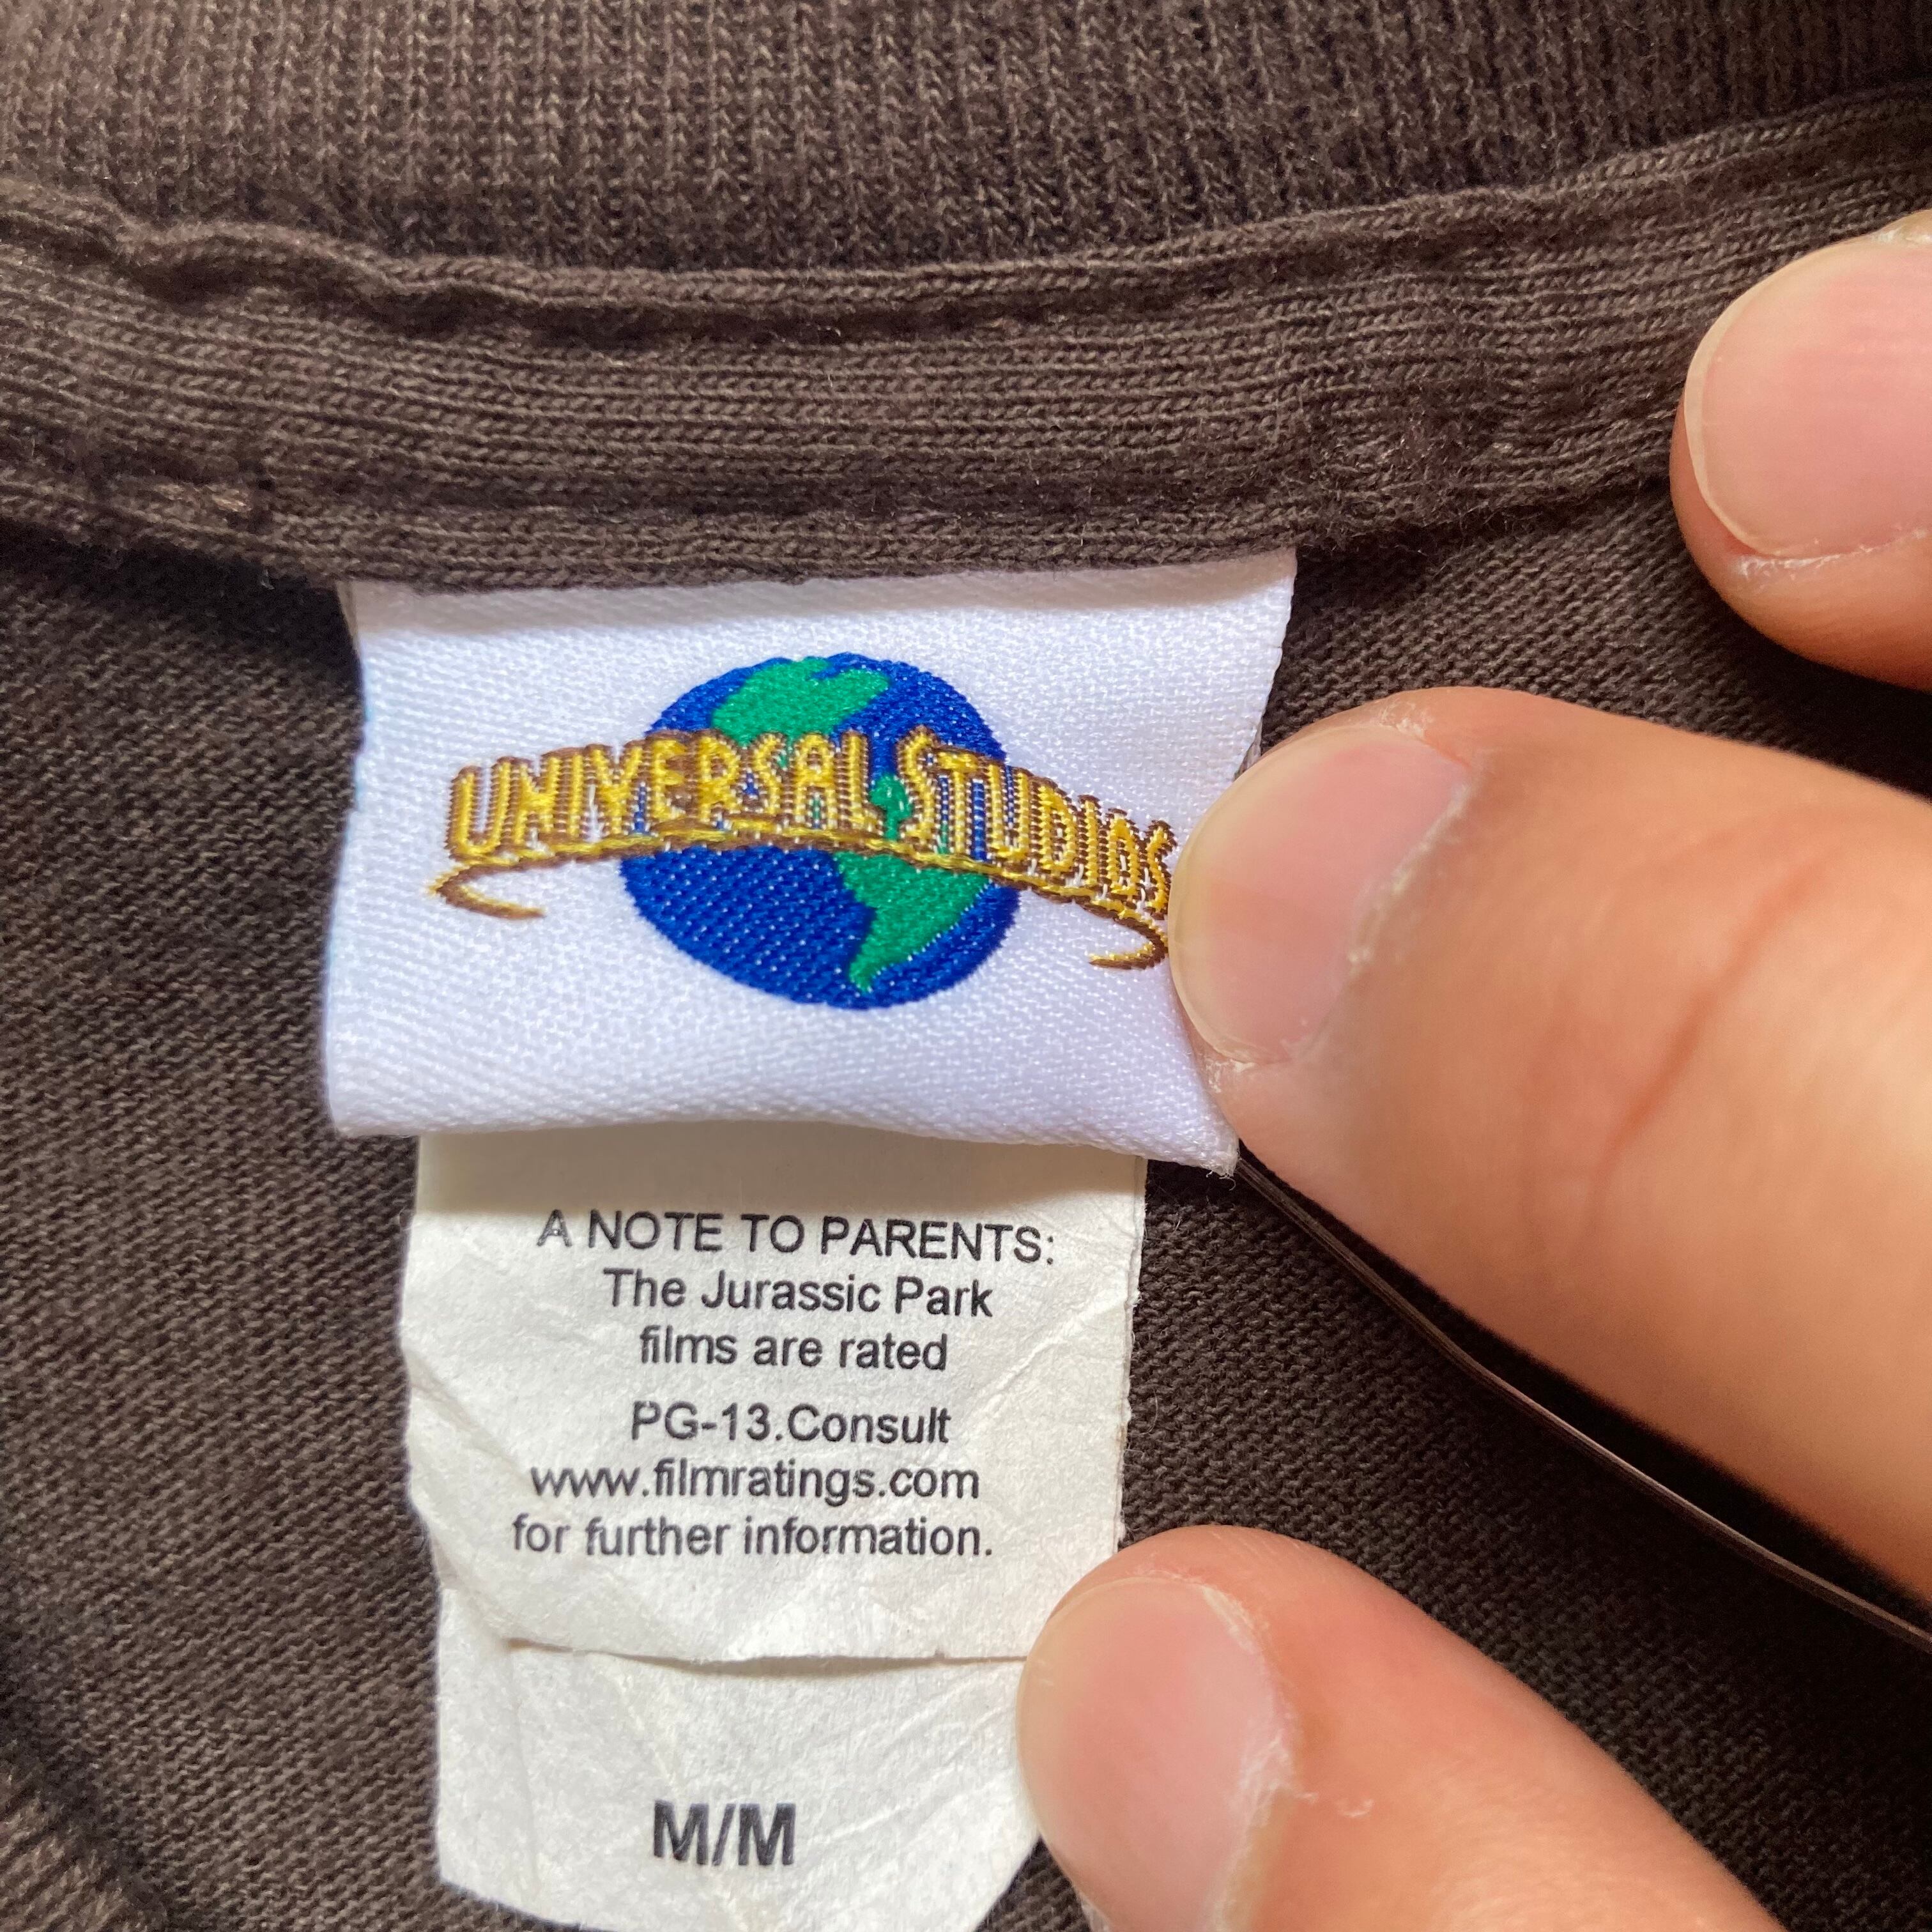 UNIVERSAL STUDIOS
A NOTE TO PARENTS:
The Jurassic Park
films are rated
PG-13.Consult
www.filmratings.com
for further information.
M/M